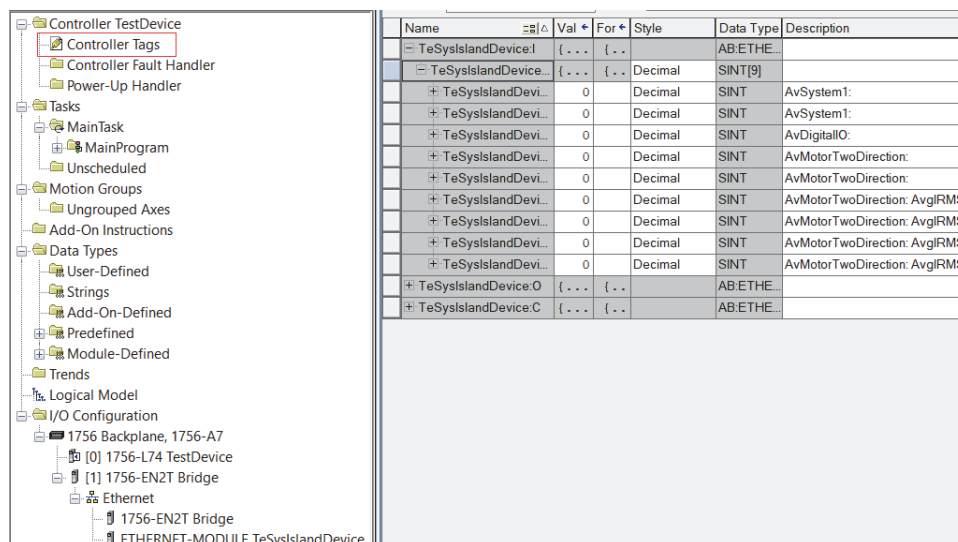 Controller TestDevice
Controller Tags
Controller Fault Handler
Power-Up Handler
Tasks
MainTask
MainProgram
Unscheduled
Motion Groups
Ungrouped Axes
Add-On Instructions
Data Types
User-Defined
Strings
Add-On-Defined
Predefined
Module-Defined
Trends
Logical Model
I/O Configuration
1756 Backplane, 1756-A7
[0] 1756-L74 TestDevice
[1] 1756-EN2T Bridge
Ethernet
1756-EN2T Bridge
ETHERNET-MODULE TeSysIslandDevice
Name Val For Style Data Type Description
TeSysIslandDevice:I {... {.. AB:ETHE...
TeSysIslandDevice... {... {.. Decimal SINT[9]
TeSysIslandDevi... 0 Decimal SINT AvSystem1:
TeSysIslandDevi... 0 Decimal SINT AvSystem1:
TeSysIslandDevi... 0 Decimal SINT AvDigitalIO:
TeSysIslandDevi... 0 Decimal SINT AvMotorTwoDirection:
TeSysIslandDevi... 0 Decimal SINT AvMotorTwoDirection:
TeSysIslandDevi... 0 Decimal SINT AvMotorTwoDirection: AvgIRMS
TeSysIslandDevi... 0 Decimal SINT AvMotorTwoDirection: AvgIRMS
TeSysIslandDevi... 0 Decimal SINT AvMotorTwoDirection: AvgIRMS
TeSysIslandDevi... 0 Decimal SINT AvMotorTwoDirection: AvgIRMS
TeSysIslandDevice:O {... {.. AB:ETHE...
TeSysIslandDevice:C {... {.. AB:ETHE...